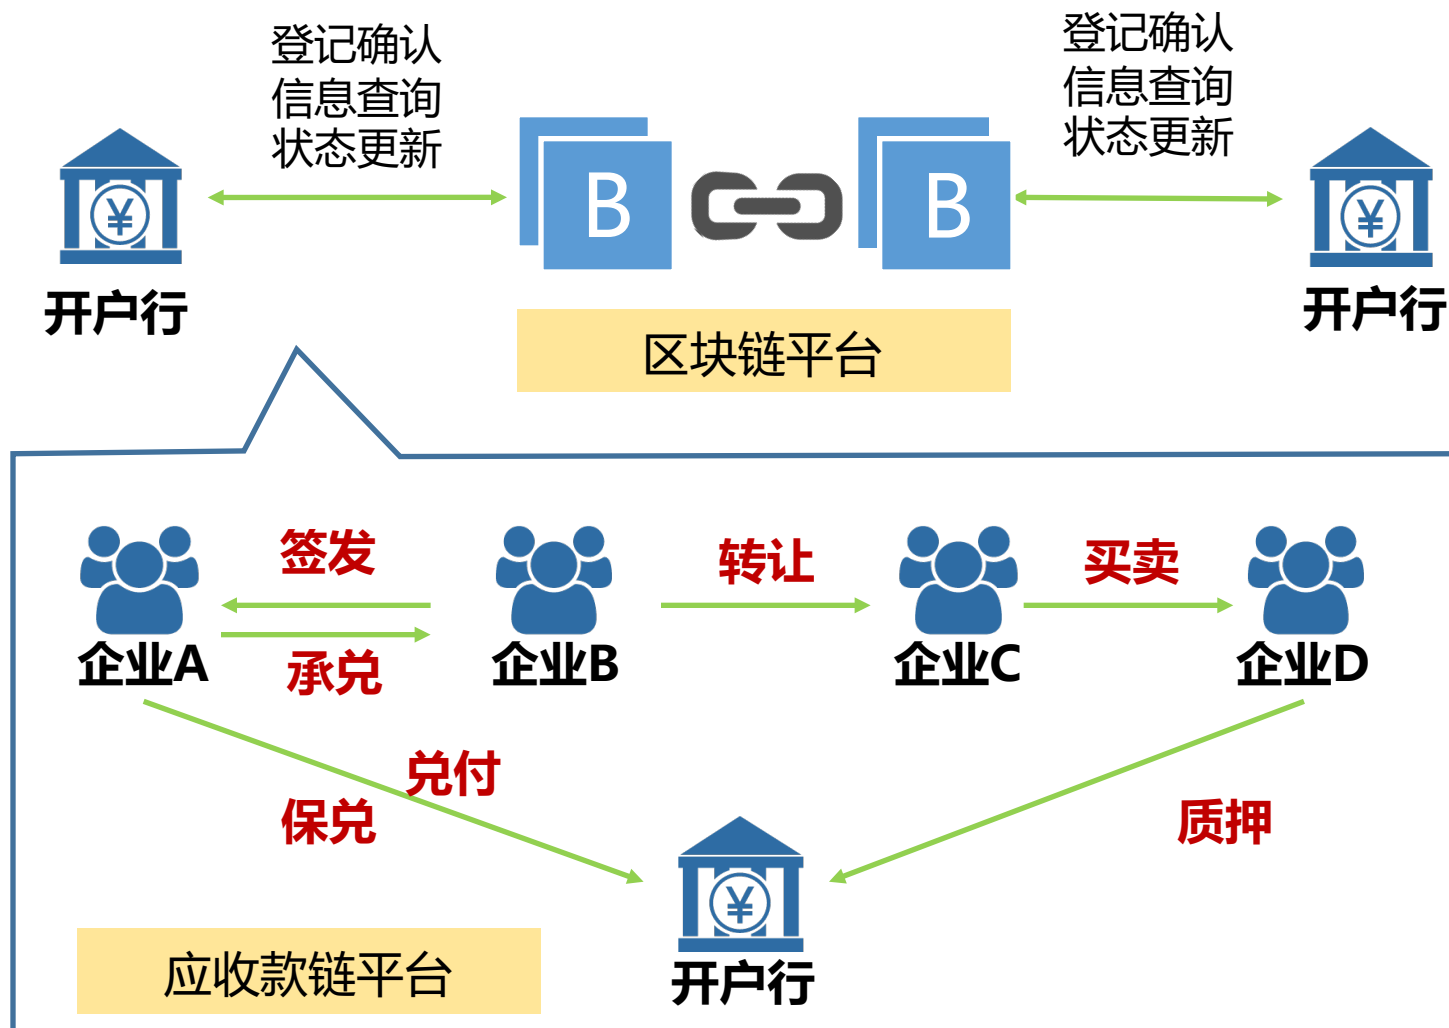 登记确认
信息查询
状态更新
登记确认
信息查询
状态更新
B
B
开户行
开户行
区块链平台
签发
转让
买卖
企业A
承兑
企业B
企业C
企业D
兑付
保兑
质押
应收款链平台
开户行